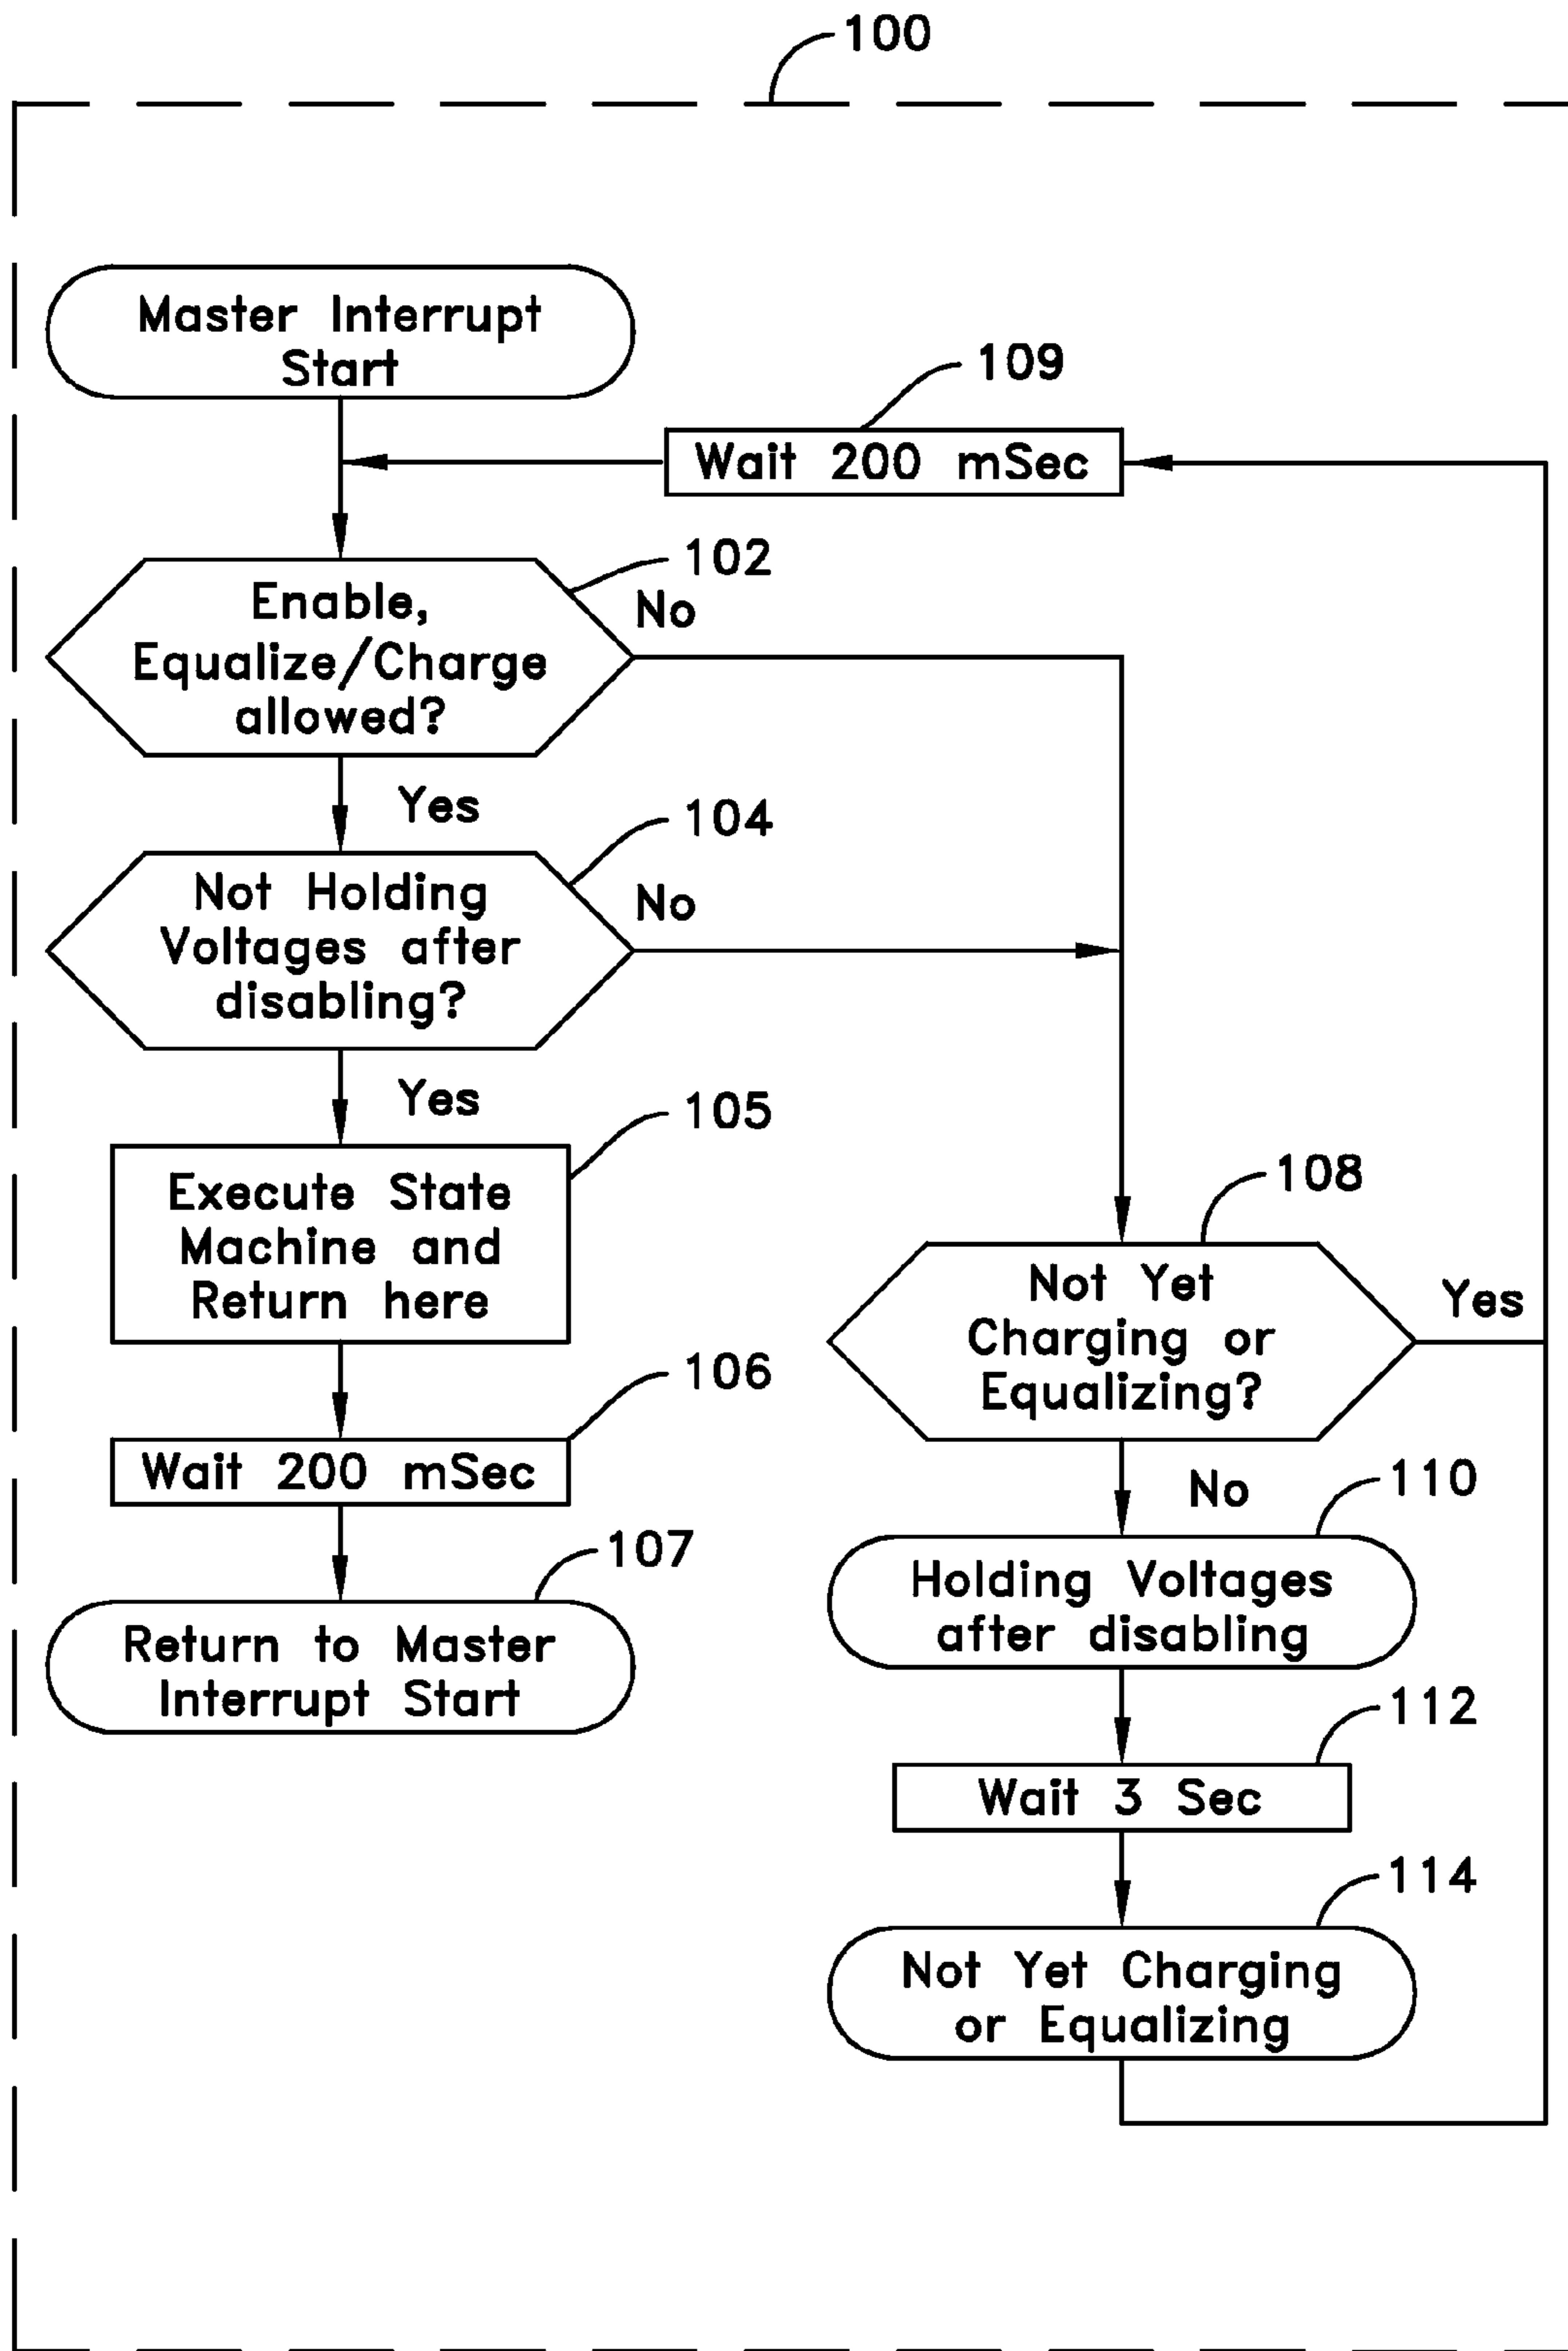 100
Master Interrupt
Start
109
Wait 200 mSec
102
Enable,
Equalize/Charge
allowed?
No
Yes
104
Not Holding
Voltages after
disabling?
No
Yes
105
Execute State
Machine and
Return here
106
Wait 200 mSec
107
Return to Master
Interrupt Start
108
Not Yet
Charging or
Equalizing?
Yes
No
110
Holding Voltages
after disabling
112
Wait 3 Sec
114
Not Yet Charging
or Equalizing